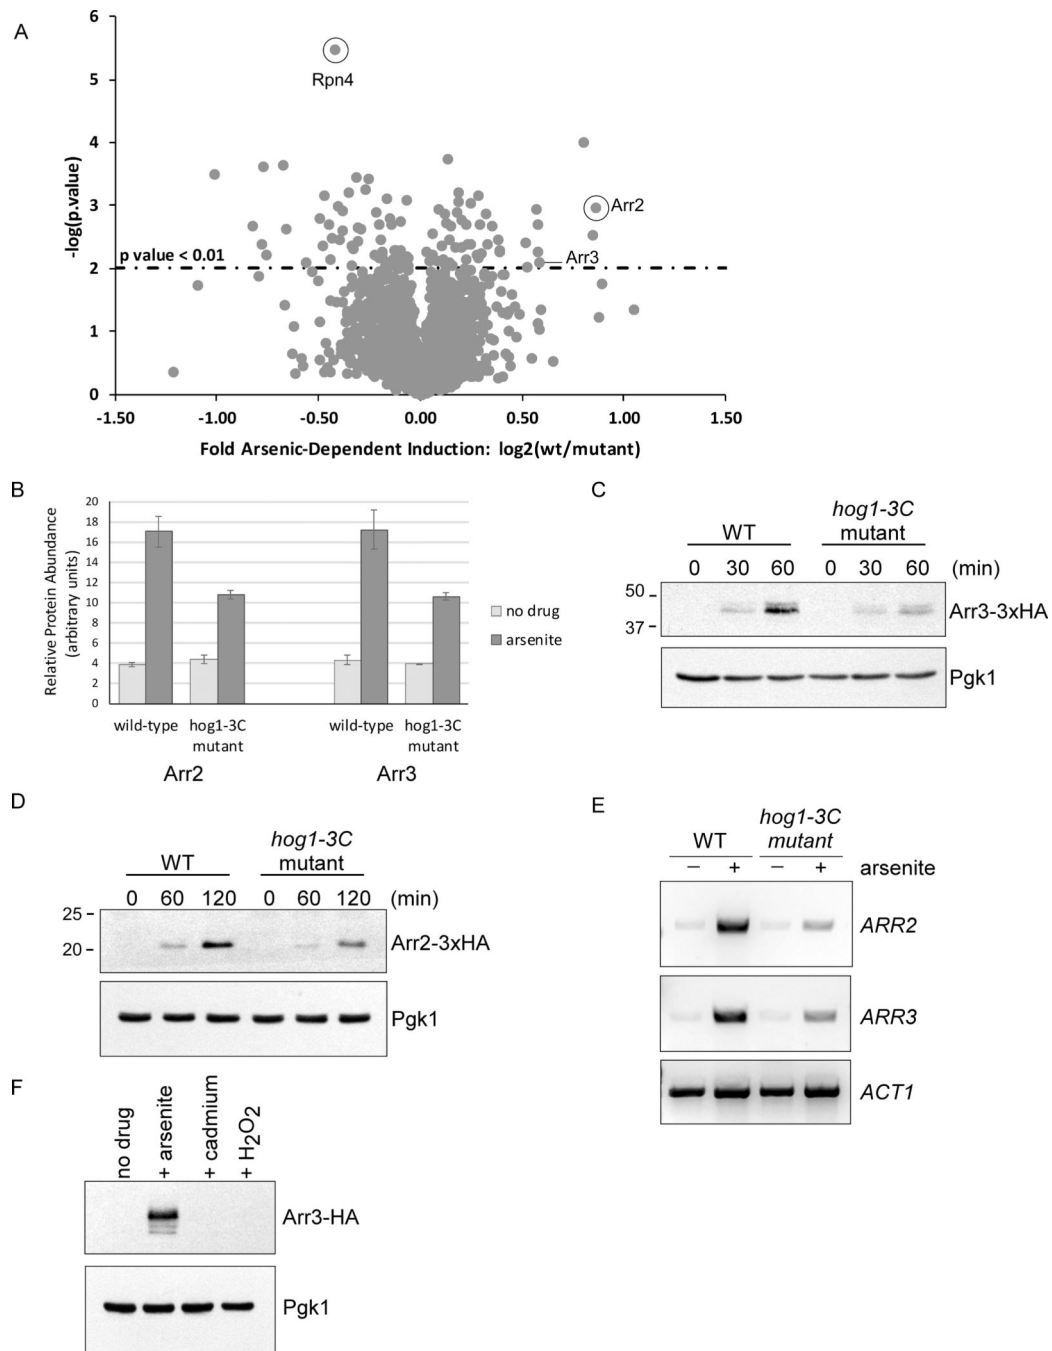 A
6
5
4
3
2
1
0
-log(p.value)
Rpn4
Arr2
Arr3
p value < 0.01
-1.50 -1.00 -0.50 0.00 0.50 1.00 1.50
Fold Arsenic-Dependent Induction: log2(wt/mutant)
B
20
18
16
14
12
10
8
6
4
2
0
Relative Protein Abundance
(arbitrary units)
no drug
arsenite
wild-type hog1-3C wild-type hog1-3C
mutant mutant
Arr2 Arr3
C
hog1-3C
WT mutant
0 30 60 0 30 60 (min)
50
37
Arr3-3xHA
Pgk1
D
hog1-3C
WT mutant
0 60 120 0 60 120 (min)
25
20
Arr2-3xHA
Pgk1
E
hog1-3C
WT mutant
– + – + arsenite
ARR2
ARR3
ACT1
F
no drug
+ arsenite
+ cadmium
+ H2O2
Arr3-HA
Pgk1